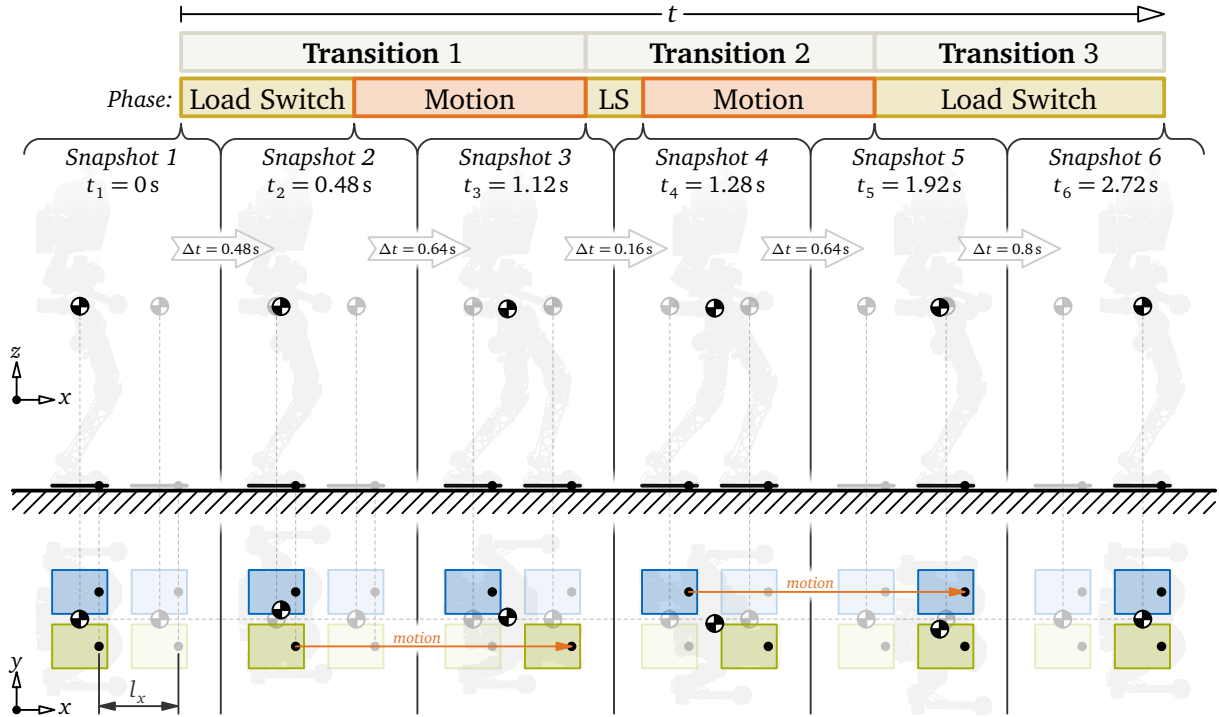 t
Transition 1 Transition 2 Transition 3
Phase: Load Switch Motion LS Motion Load Switch
Snapshot 1 Snapshot 2 Snapshot 3 Snapshot 4 Snapshot 5 Snapshot 6
t₁ = 0 s t₂ = 0.48 s t₃ = 1.12 s t₄ = 1.28 s t₅ = 1.92 s t₆ = 2.72 s
Δt = 0.48 s Δt = 0.64 s Δt = 0.16 s Δt = 0.64 s Δt = 0.8 s
z
x
motion
motion
y
lₓ
x